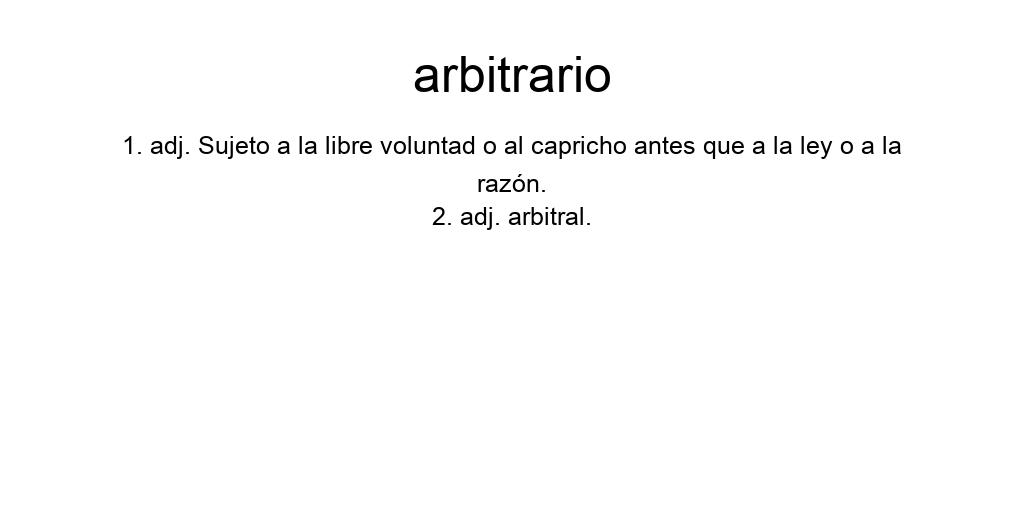 arbitrario
1. adj. Sujeto a la libre voluntad o al capricho antes que a la ley o a la
razón.
2. adj. arbitral.